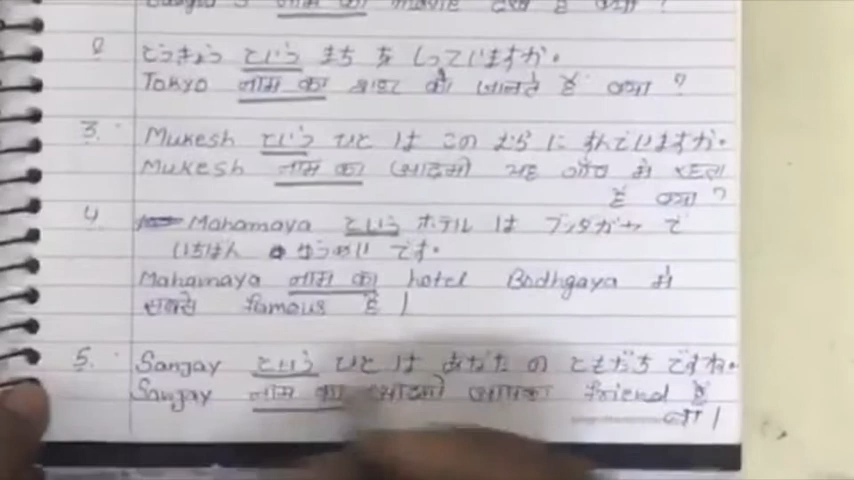 2 とうきょう という まち を しっていますか。
Tokyo नाम का शहर को जानते हैं क्या ?
3. Mukesh という ひと は この むら に すんでいますか。
Mukesh नाम का आदमी यह गाँव में रहता
है क्या ?
4 Mahamaya という ホテル は ブッダガヤ で
いちばん ゆうめい です。
Mahamaya नाम का hotel Bodhgaya में
सबसे famous है ।
5. Sanjay という ひと は あなた の ともだち ですね。
Sanjay नाम का आदमी आपका friend है
ना ।